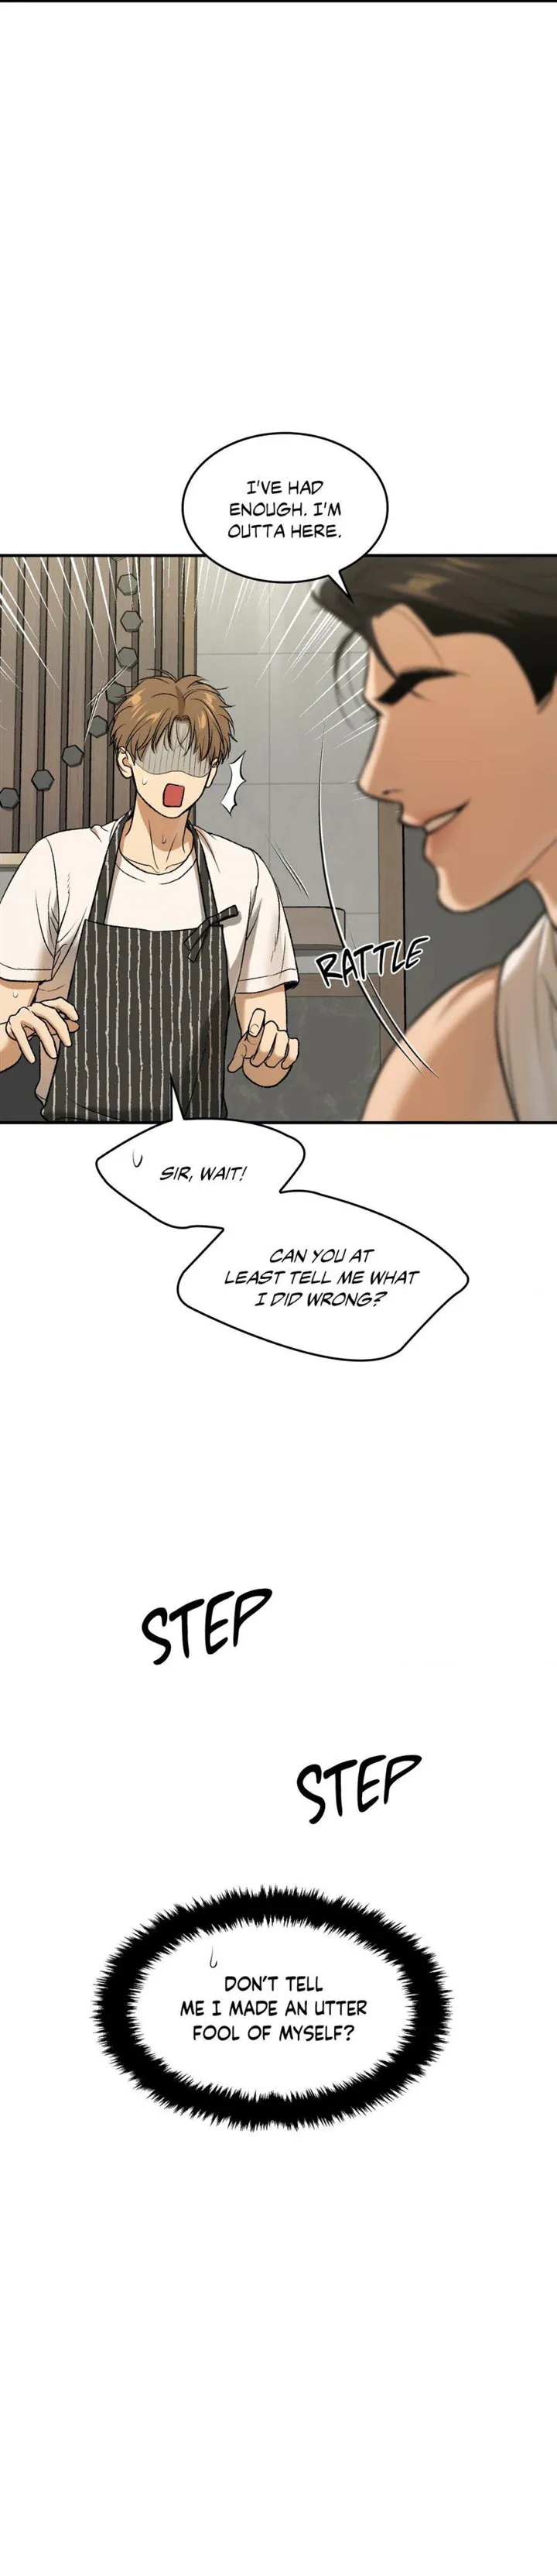 I'VE HAD
ENOUGH. I'M
OUTTA HERE.
RATTLE
SIR, WAIT!
CAN YOU AT
LEAST TELL ME WHAT
I DID WRONG?
STEP
STEP
DON'T TELL
ME I MADE AN UTTER
FOOL OF MYSELF?